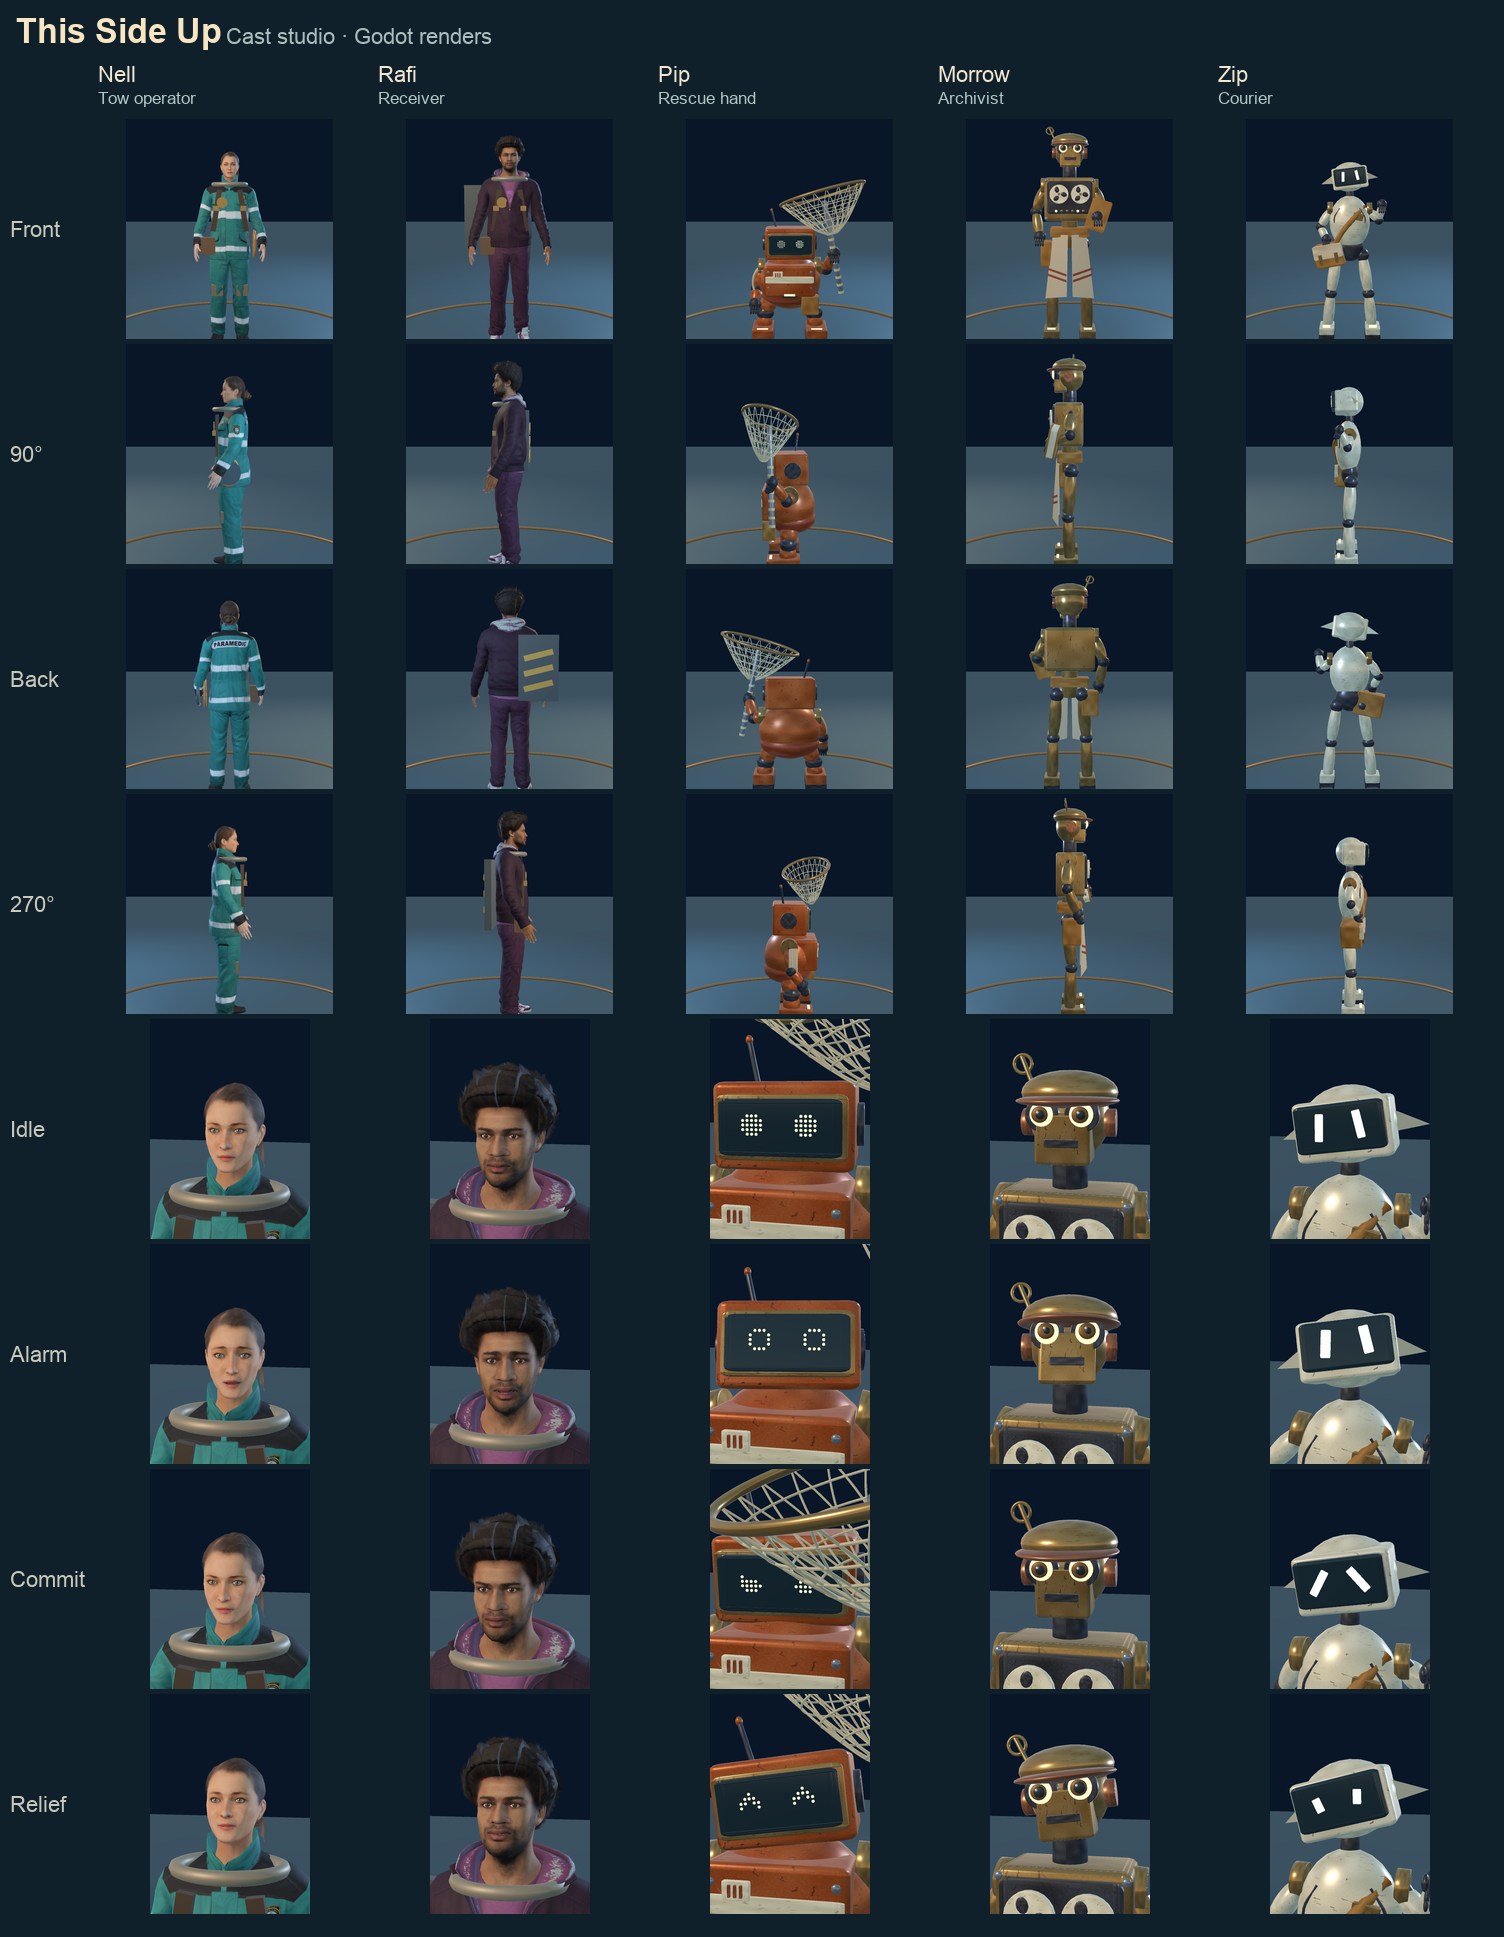 This Side Up Cast studio · Godot renders
Nell
Tow operator
Rafi
Receiver
Pip
Rescue hand
Morrow
Archivist
Zip
Courier
Front
90°
Back
PARAMEDIC
270°
Idle
Alarm
Commit
Relief